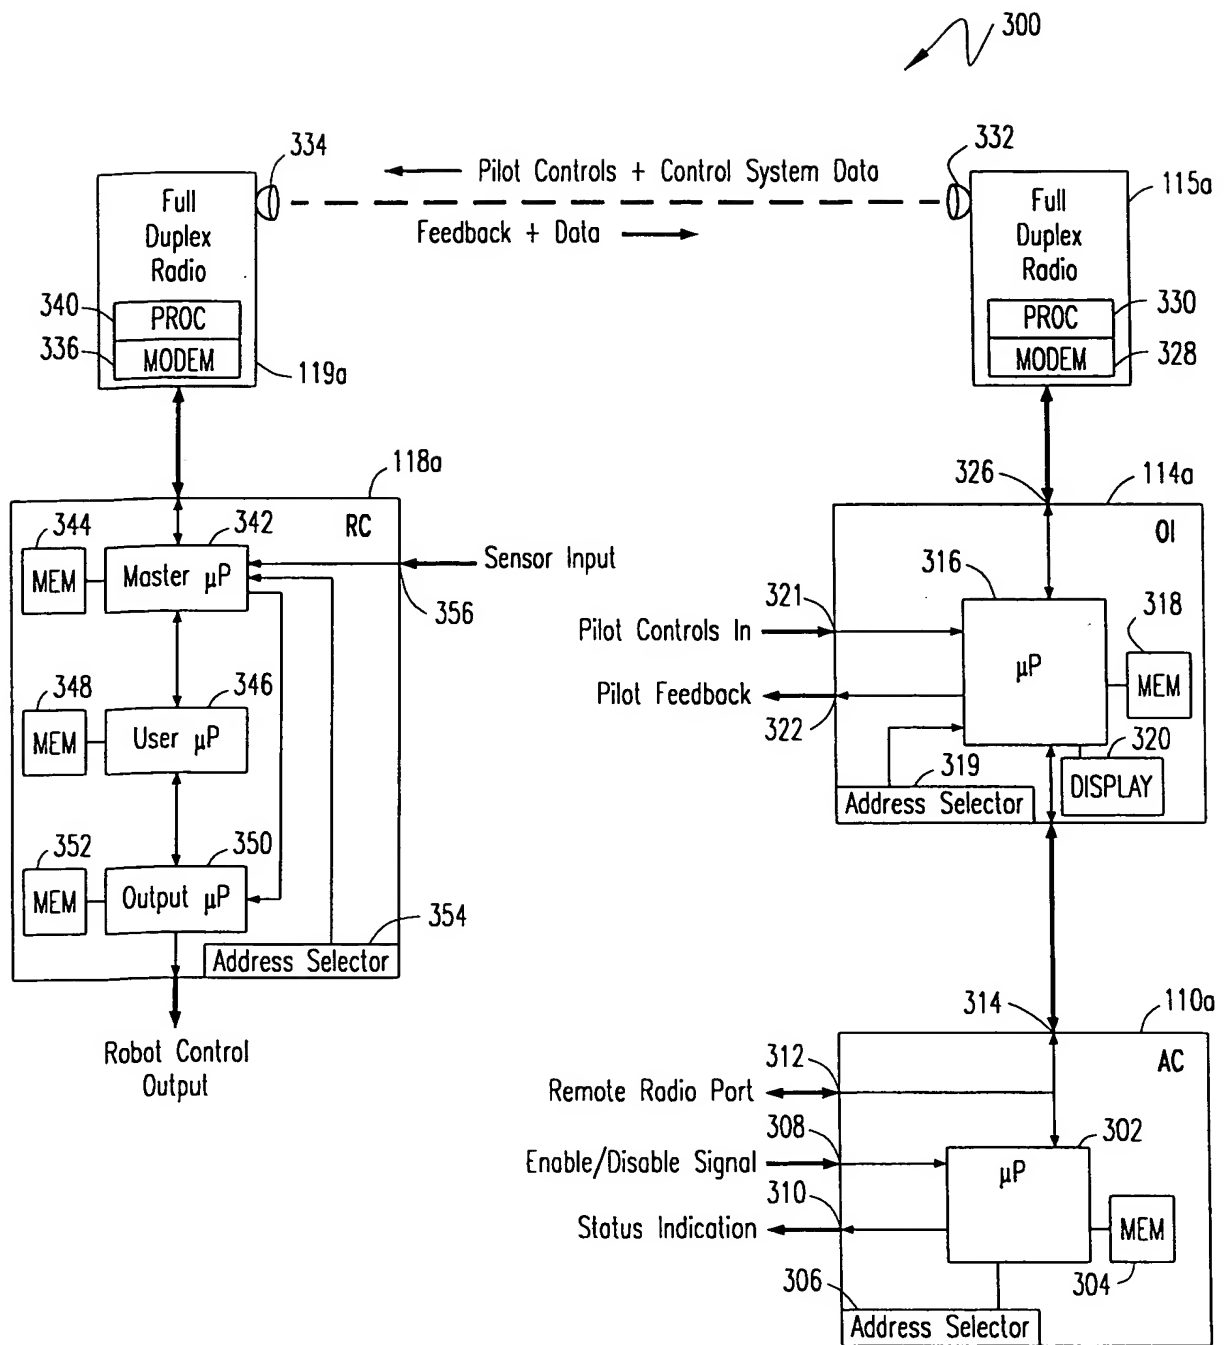 300
334
332
115a
Pilot Controls + Control System Data
Feedback + Data
Full
Duplex
Radio
340
PROC
336
MODEM
119a
Full
Duplex
Radio
330
PROC
328
MODEM
118a
RC
344
342
MEM
Master µP
Sensor Input
356
348
346
MEM
User µP
352
350
MEM
Output µP
354
Address Selector
Robot Control
Output
326
114a
OI
316
321
318
Pilot Controls In
µP
MEM
Pilot Feedback
322
320
319
DISPLAY
Address Selector
314
110a
AC
312
Remote Radio Port
308
302
Enable/Disable Signal
µP
310
Status Indication
MEM
306
304
Address Selector